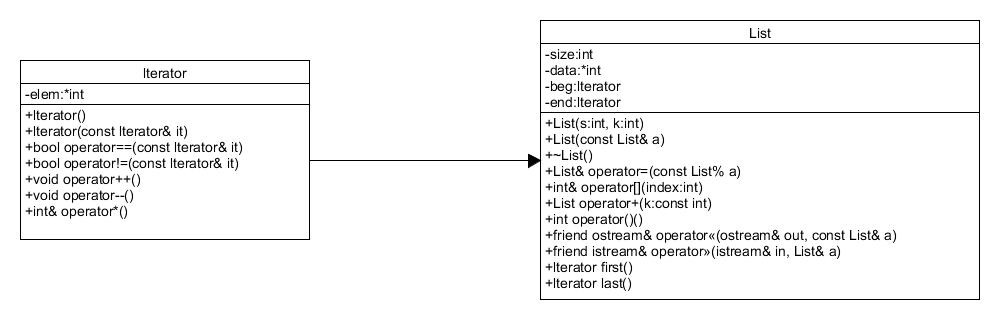 Iterator
-elem:*int
+Iterator()
+Iterator(const Iterator& it)
+bool operator==(const Iterator& it)
+bool operator!=(const Iterator& it)
+void operator++()
+void operator--()
+int& operator*()
List
-size:int
-data:*int
-beg:Iterator
-end:Iterator
+List(s:int, k:int)
+List(const List& a)
+~List()
+List& operator=(const List% a)
+int& operator[](index:int)
+List operator+(k:const int)
+int operator()()
+friend ostream& operator«(ostream& out, const List& a)
+friend istream& operator»(istream& in, List& a)
+Iterator first()
+Iterator last()